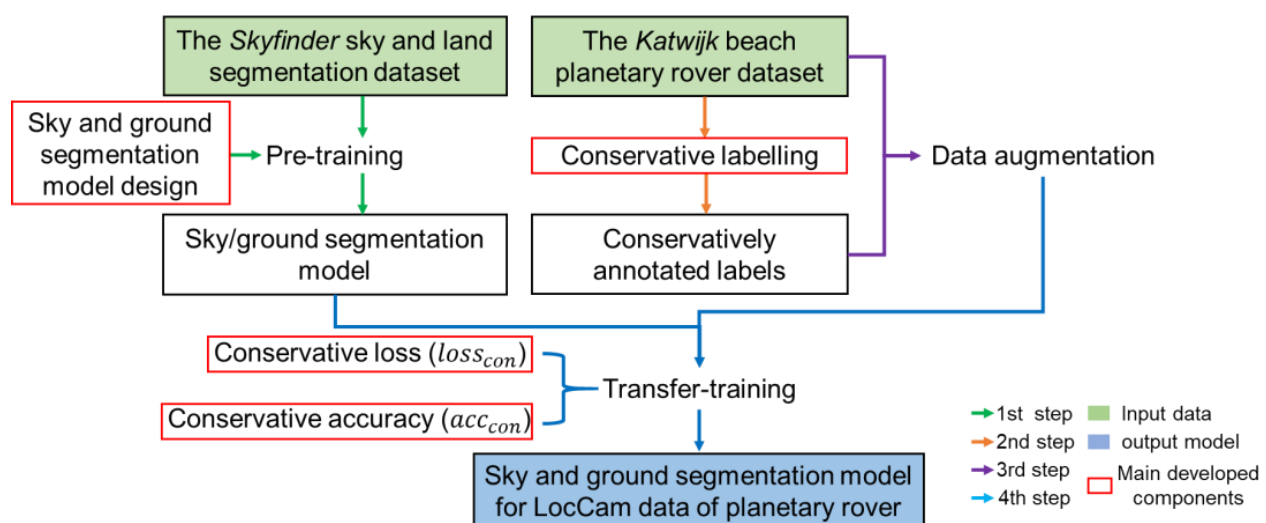 The Skyfinder sky and land
segmentation dataset
The Katwijk beach
planetary rover dataset
Sky and ground
segmentation
model design
Pre-training
Conservative labelling
Data augmentation
Sky/ground segmentation
model
Conservatively
annotated labels
Conservative loss (loss_con)
Transfer-training
Conservative accuracy (acc_con)
Sky and ground segmentation model
for LocCam data of planetary rover
1st step
Input data
2nd step
output model
3rd step
Main developed
components
4th step